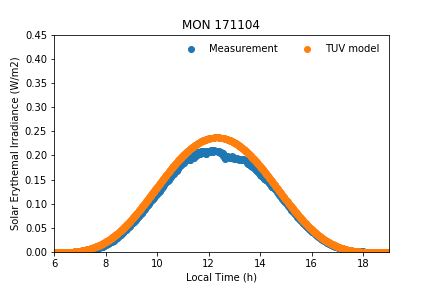 MON 171104
0.45
0.40
0.35
0.30
0.25
0.20
0.15
0.10
0.05
0.00
Solar Erythemal Irradiance (W/m2)
Measurement TUV model
6 8 10 12 14 16 18
Local Time (h)